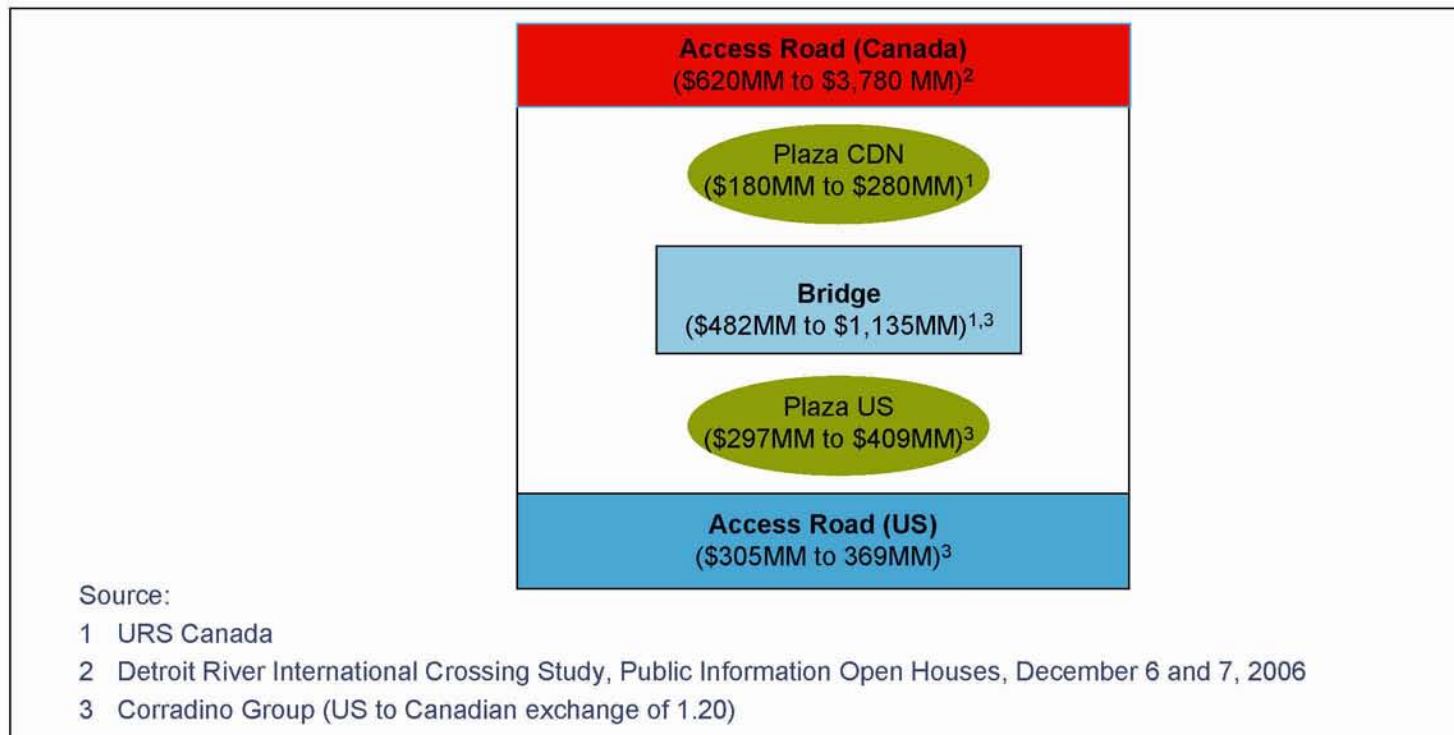 Access Road (Canada)
($620MM to $3,780 MM)²
Plaza CDN
($180MM to $280MM)¹
Bridge
($482MM to $1,135MM)¹,³
Plaza US
($297MM to $409MM)³
Access Road (US)
($305MM to 369MM)³
Source:
1 URS Canada
2 Detroit River International Crossing Study, Public Information Open Houses, December 6 and 7, 2006
3 Corradino Group (US to Canadian exchange of 1.20)